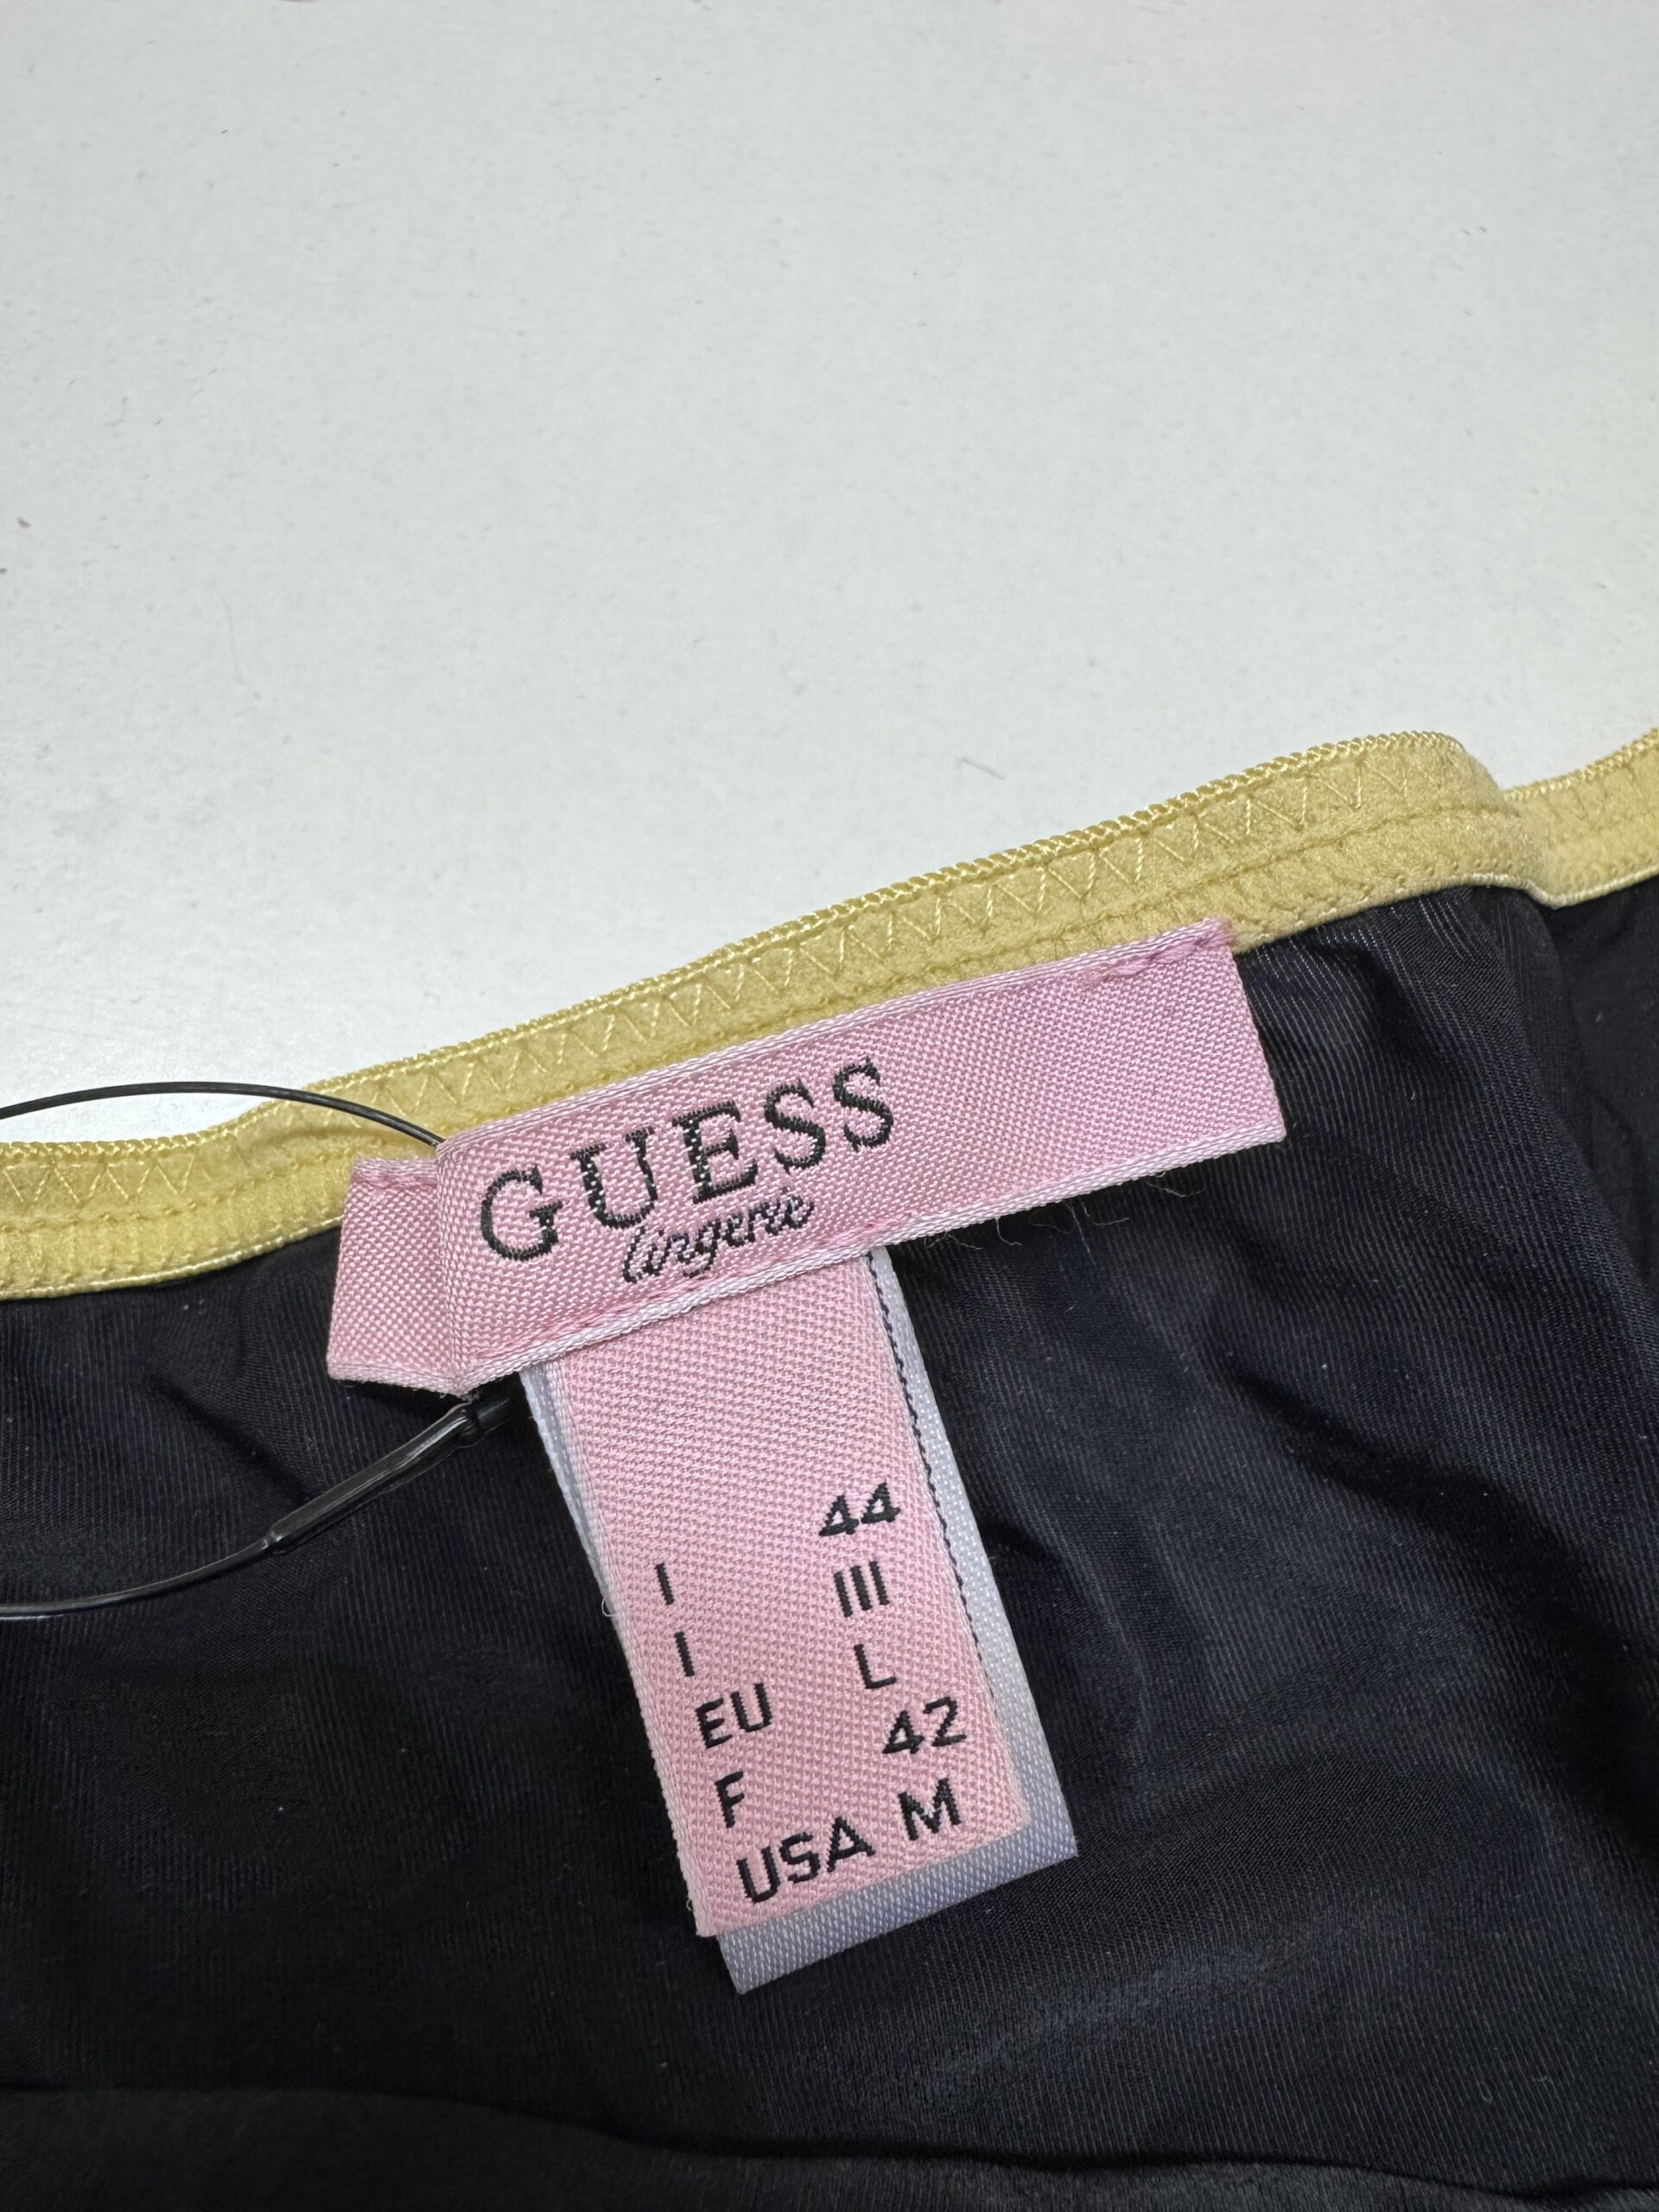 GUESS
lingerie
I 44
I III
EU L
F 42
USA M